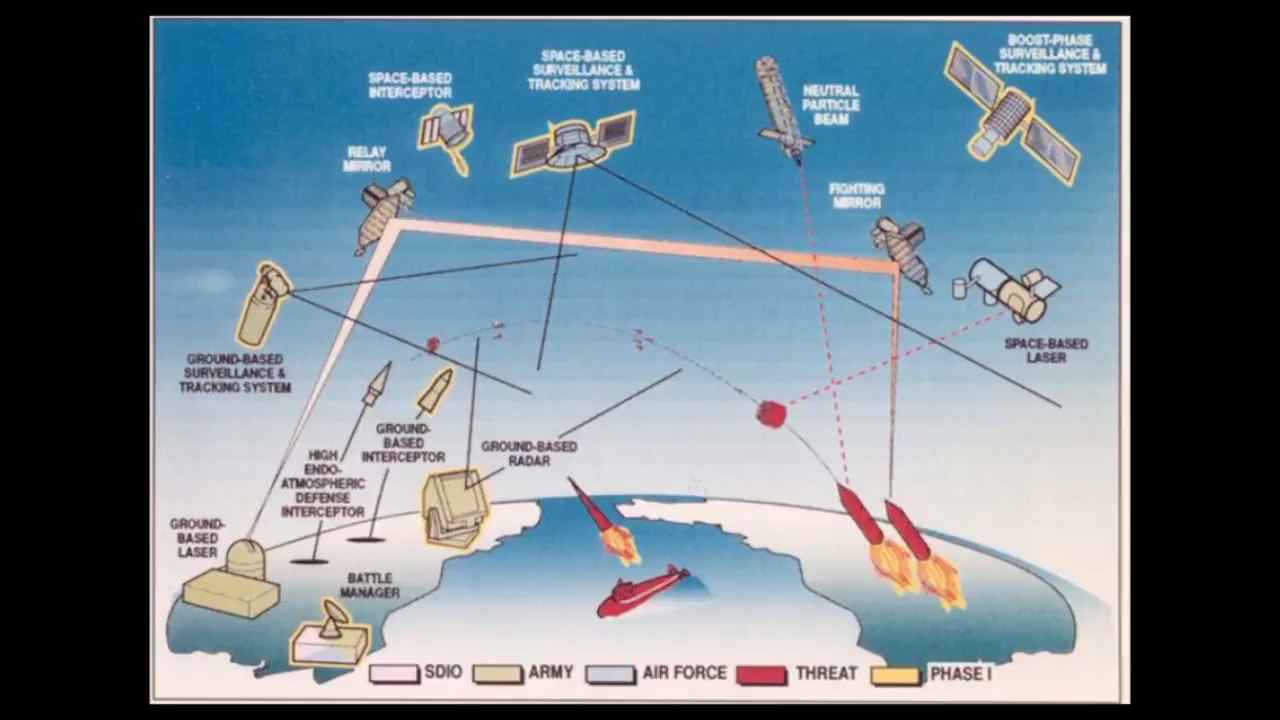 BOOST-PHASE
SURVEILLANCE &
TRACKING SYSTEM
SPACE-BASED
SURVEILLANCE &
TRACKING SYSTEM
SPACE-BASED
INTERCEPTOR
NEUTRAL
PARTICLE
BEAM
RELAY
MIRROR
FIGHTING
MIRROR
SPACE-BASED
LASER
GROUND-BASED
SURVEILLANCE &
TRACKING SYSTEM
GROUND-
BASED
INTERCEPTOR
GROUND-BASED
RADAR
HIGH
ENDO-
ATMOSPHERIC
DEFENSE
INTERCEPTOR
GROUND-
BASED
LASER
BATTLE
MANAGER
SDIO ARMY AIR FORCE THREAT PHASE I